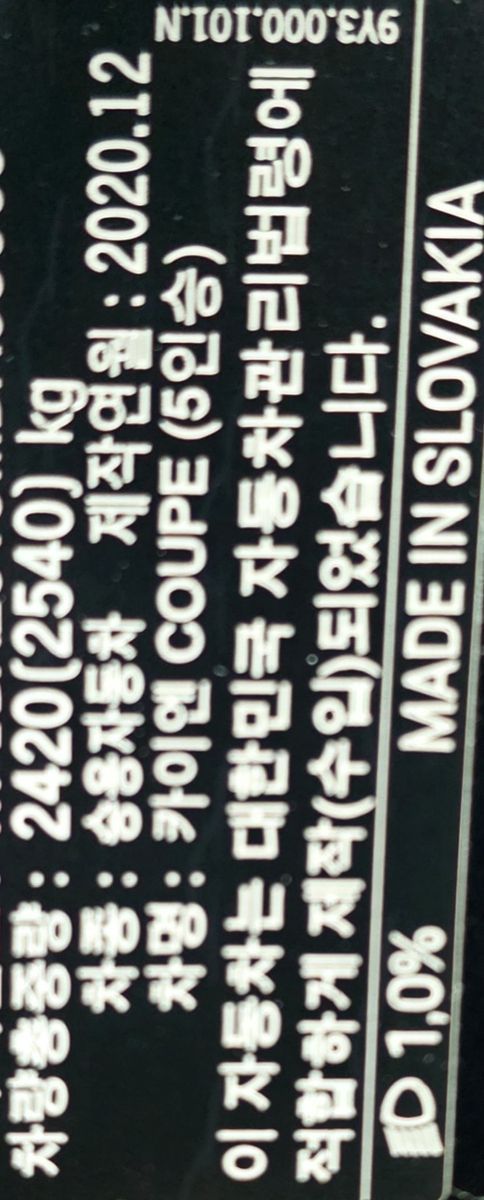 차량총중량 : 2420(2540) kg
차종 : 승용자동차 제작연월 : 2020.12
차명 : 카이엔 COUPE (5인승)
이 자동차는 대한민국 자동차관리법령에
적합하게 제작(수입)되었습니다.
1,0% MADE IN SLOVAKIA
9Y3.000.101.N